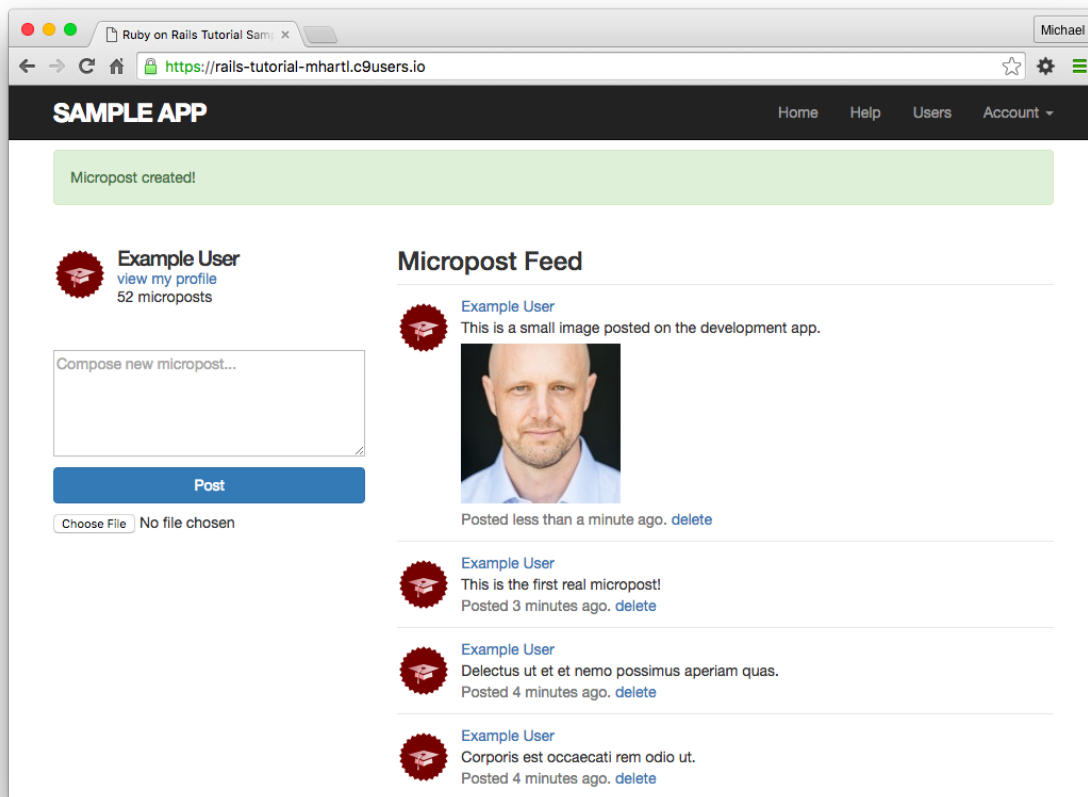 Ruby on Rails Tutorial Sam
Michael
https://rails-tutorial-mhartl.c9users.io
SAMPLE APP
Home Help Users Account
Micropost created!
Example User
view my profile
52 microposts
Compose new micropost...
Post
Choose File No file chosen
Micropost Feed
Example User
This is a small image posted on the development app.
Posted less than a minute ago. delete
Example User
This is the first real micropost!
Posted 3 minutes ago. delete
Example User
Delectus ut et et nemo possimus aperiam quas.
Posted 4 minutes ago. delete
Example User
Corporis est occaecati rem odio ut.
Posted 4 minutes ago. delete